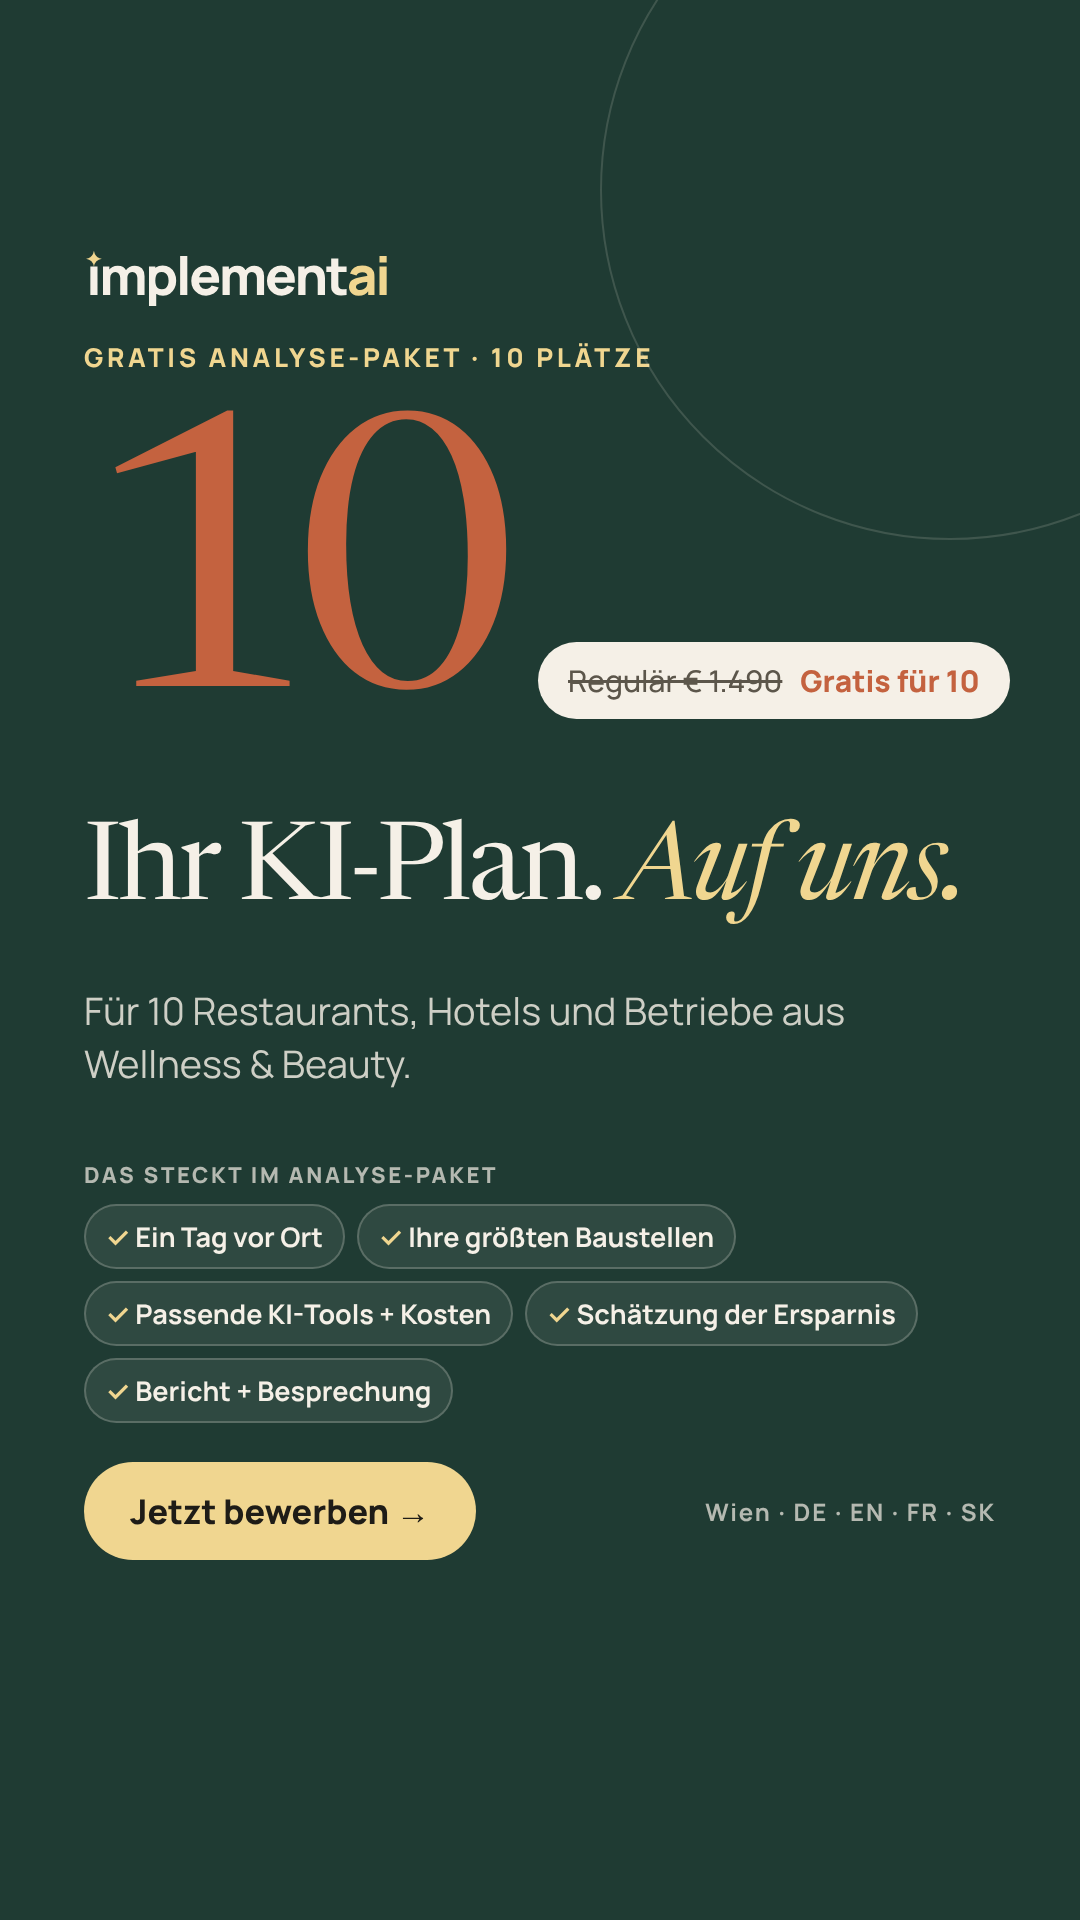 implementai
GRATIS ANALYSE-PAKET · 10 PLÄTZE
10
Regulär € 1.490 Gratis für 10
Ihr KI-Plan. Auf uns.
Für 10 Restaurants, Hotels und Betriebe aus
Wellness & Beauty.
DAS STECKT IM ANALYSE-PAKET
✓ Ein Tag vor Ort ✓ Ihre größten Baustellen
✓ Passende KI-Tools + Kosten ✓ Schätzung der Ersparnis
✓ Bericht + Besprechung
Jetzt bewerben → Wien · DE · EN · FR · SK